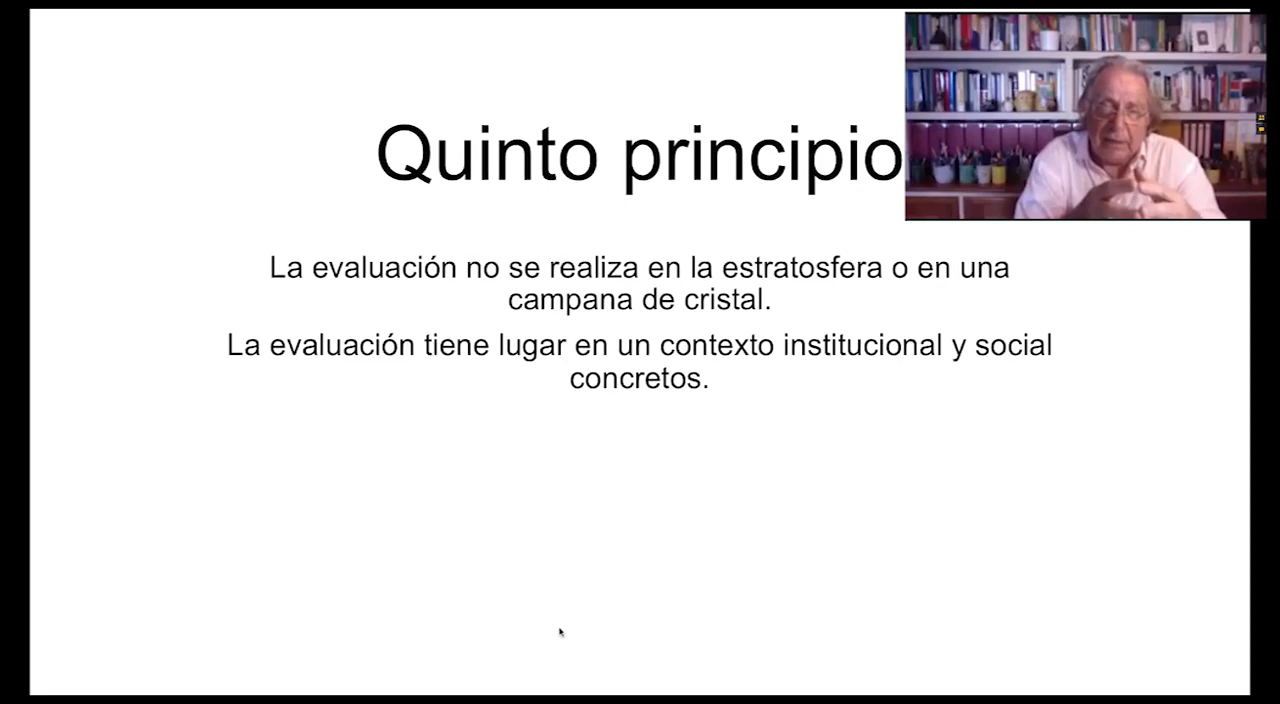 Quinto principio
La evaluación no se realiza en la estratosfera o en una
campana de cristal.
La evaluación tiene lugar en un contexto institucional y social
concretos.